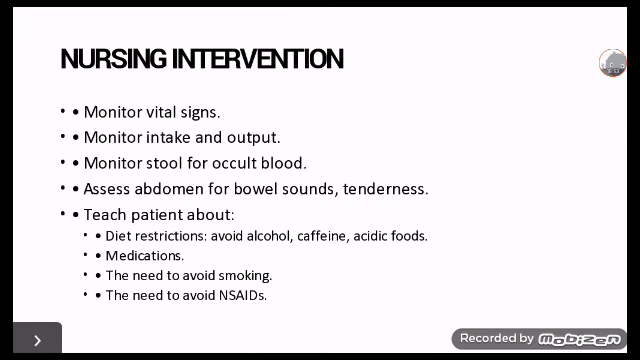 NURSING INTERVENTION
• • Monitor vital signs.
• • Monitor intake and output.
• • Monitor stool for occult blood.
• • Assess abdomen for bowel sounds, tenderness.
• • Teach patient about:
• • Diet restrictions: avoid alcohol, caffeine, acidic foods.
• • Medications.
• • The need to avoid smoking.
• • The need to avoid NSAIDs.
Recorded by MOBIZEN